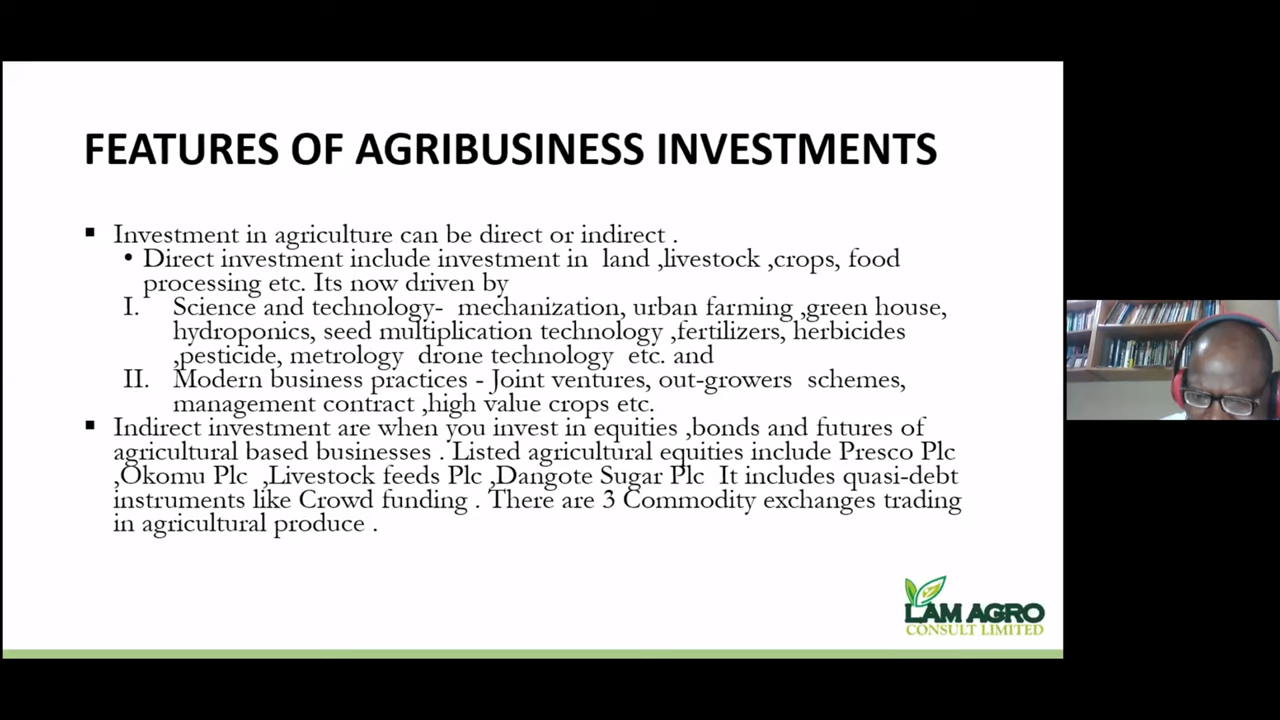 FEATURES OF AGRIBUSINESS INVESTMENTS
▪ Investment in agriculture can be direct or indirect .
• Direct investment include investment in land ,livestock ,crops, food
processing etc. Its now driven by
I. Science and technology- mechanization, urban farming ,green house,
hydroponics, seed multiplication technology ,fertilizers, herbicides
,pesticide, metrology drone technology etc. and
II. Modern business practices - Joint ventures, out-growers schemes,
management contract ,high value crops etc.
▪ Indirect investment are when you invest in equities ,bonds and futures of
agricultural based businesses . Listed agricultural equities include Presco Plc
,Okomu Plc ,Livestock feeds Plc ,Dangote Sugar Plc It includes quasi-debt
instruments like Crowd funding . There are 3 Commodity exchanges trading
in agricultural produce .
LAM AGRO
CONSULT LIMITED